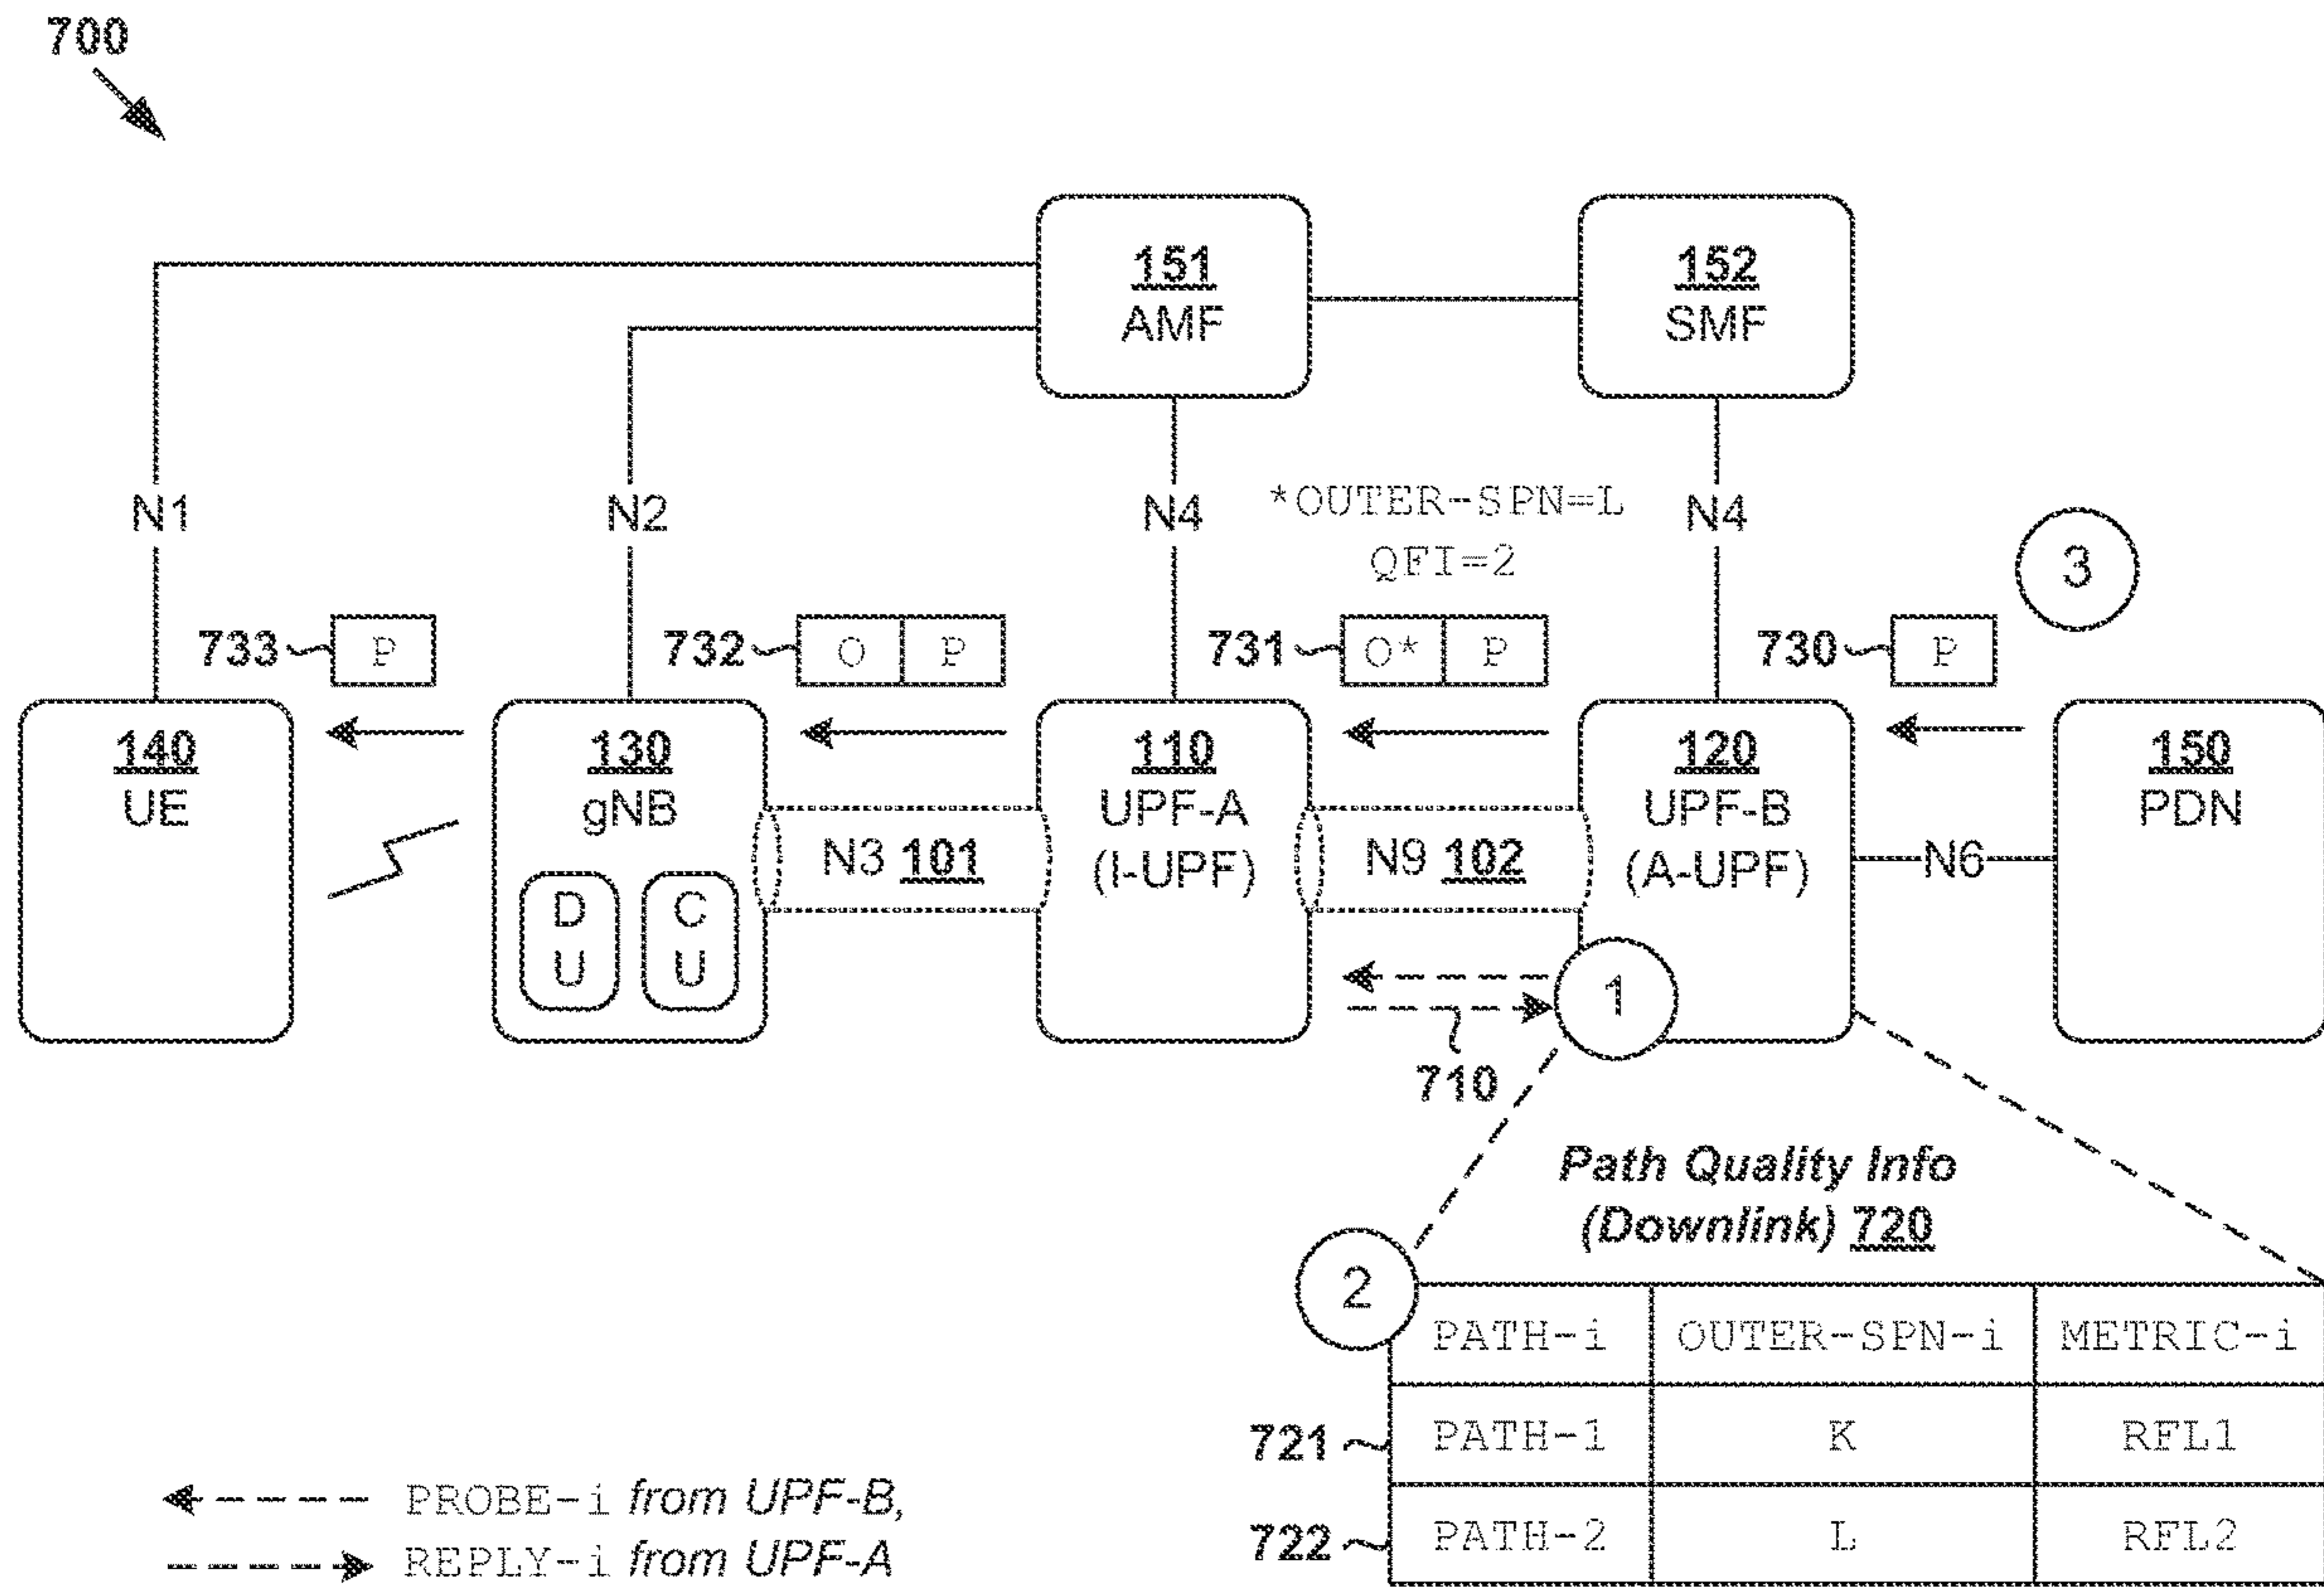 700
151
AMF
152
SMF
N1
N2
N4
*OUTER-SPN=L
QFI=2
N4
3
733
P
732
O P
731
O* P
730
P
140
UE
130
gNB
D
U
C
U
N3 101
110
UPF-A
(I-UPF)
N9 102
120
UPF-B
(A-UPF)
N6
150
PDN
1
710
Path Quality Info
(Downlink) 720
2
PATH-i OUTER-SPN-i METRIC-i
721 PATH-1 K RFL1
722 PATH-2 L RFL2
PROBE-i from UPF-B,
REPLY-i from UPF-A